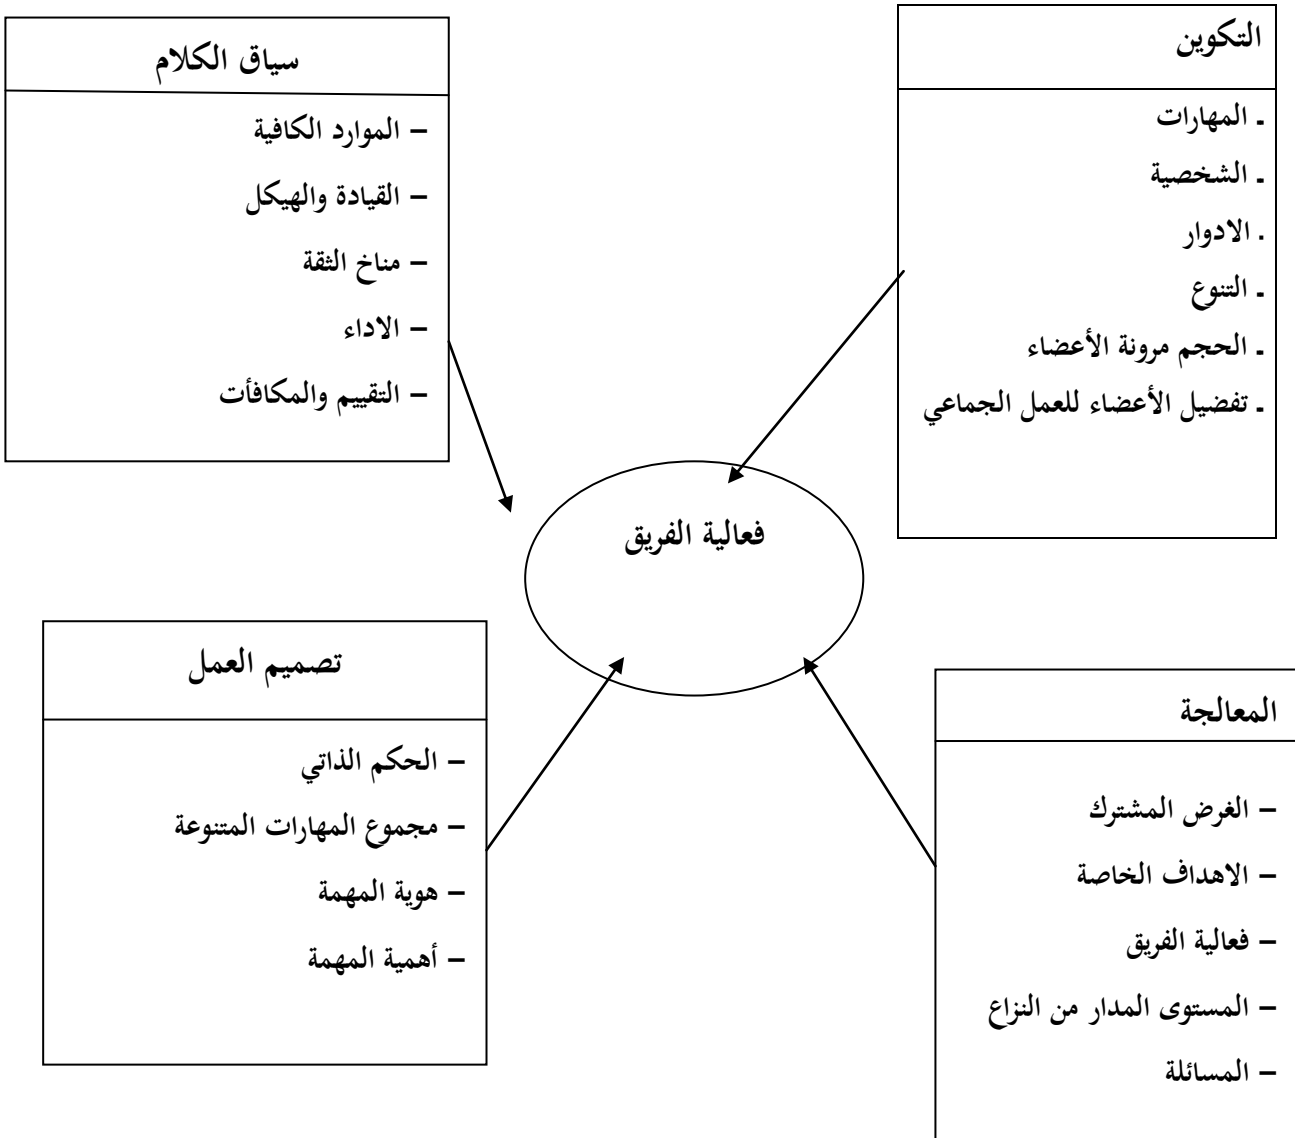 التكوين
ـ المهارات
ـ الشخصية
. الادوار
ـ التنوع
ـ الحجم مرونة الأعضاء
ـ تفضيل الأعضاء للعمل الجماعي
سياق الكلام
– الموارد الكافية
– القيادة والهيكل
– مناخ الثقة
– الاداء
– التقييم والمكافأت
فعالية الفريق
المعالجة
– الغرض المشترك
– الاهداف الخاصة
– فعالية الفريق
– المستوى المدار من النزاع
– المسائلة
تصميم العمل
– الحكم الذاتي
– مجموع المهارات المتنوعة
– هوية المهمة
– أهمية المهمة